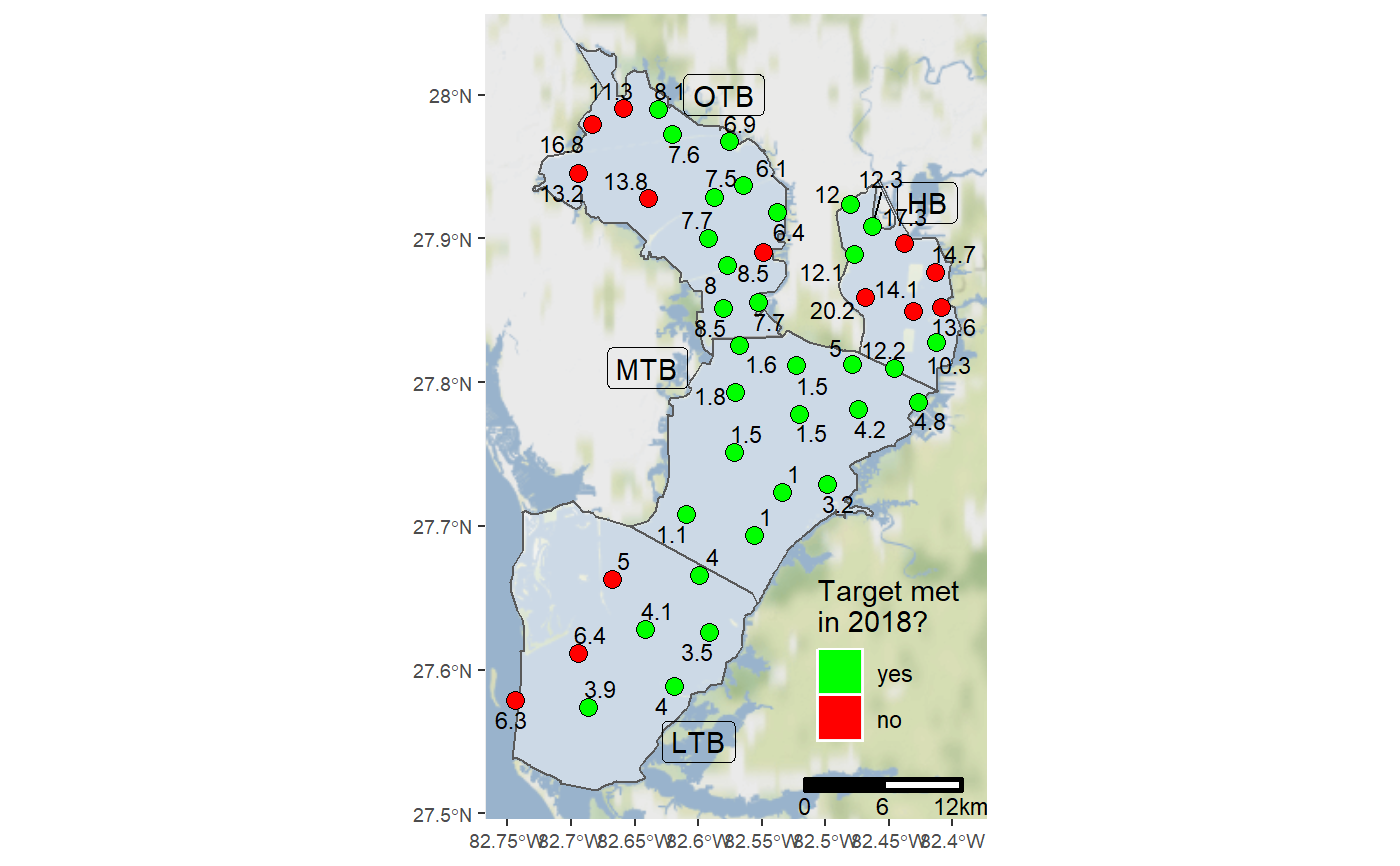 11.3
8.1
OTB
28°N
6.9
16.8
7.6
6.1
12.3
7.5
13.8
12
13.2
HB
17.3
7.7
6.4
27.9°N
14.7
8.5
12.1
8
14.1
20.2
7.7
13.6
8.5
5
12.2
1.6
10.3
MTB
27.8°N
1.5
1.8
4.8
4.2
1.5
1.5
1
3.2
1
27.7°N
1.1
4
5
Target met
in 2018?
4.1
6.4
3.5
yes
27.6°N
3.9
4
no
6.3
LTB
0 6 12km
27.5°N
82.75°W 82.7°W 82.65°W 82.6°W 82.55°W 82.5°W 82.45°W 82.4°W